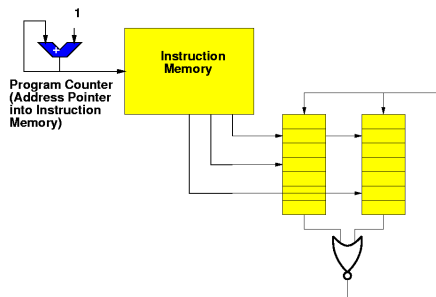 1
+
Instruction
Memory
Program Counter
(Address Pointer
into Instruction
Memory)